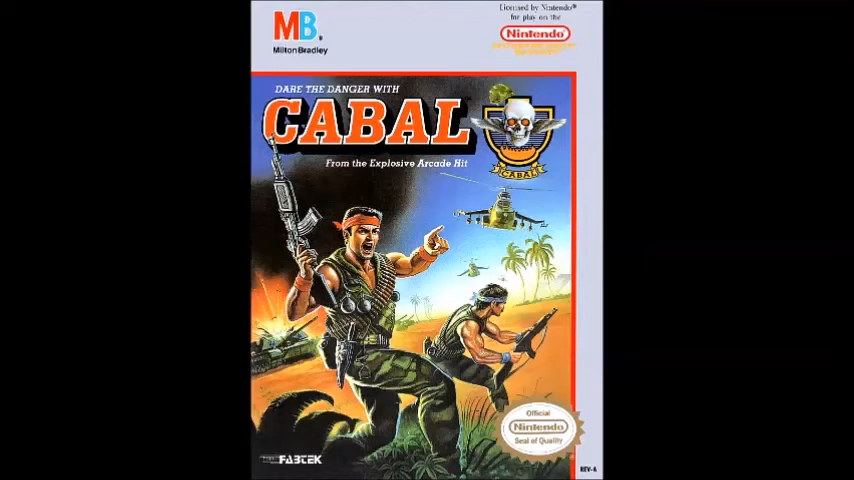 MB®
Milton Bradley
Licensed by Nintendo®
for play on the
Nintendo
DARE THE DANGER WITH
CABAL
CABAL
From the Explosive Arcade Hit
FABTEK
Official
Nintendo
Seal of Quality
REV-A